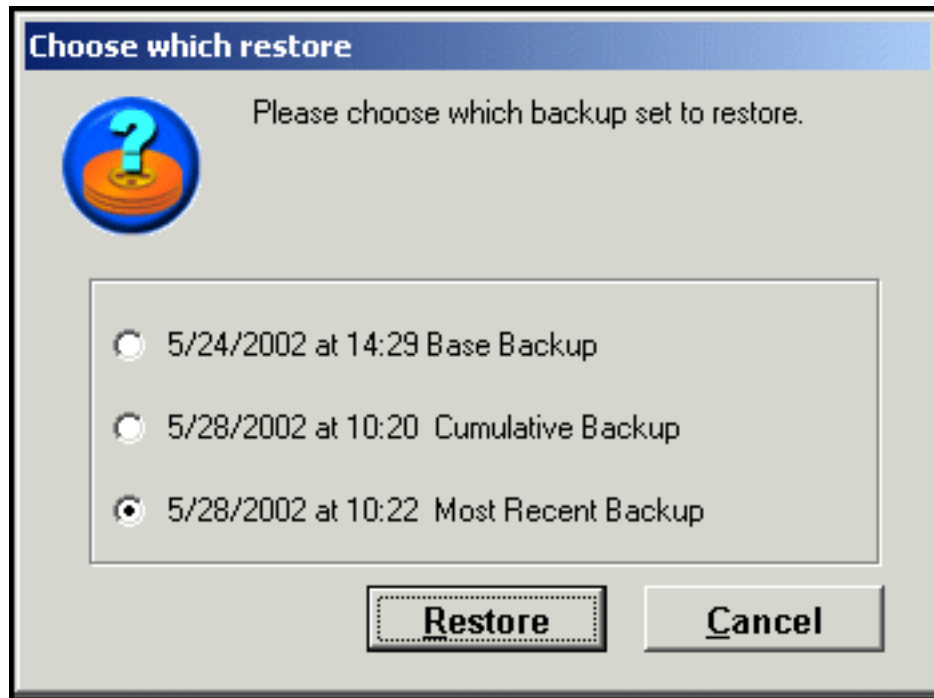 Choose which restore
Please choose which backup set to restore.
5/24/2002 at 14:29 Base Backup
5/28/2002 at 10:20  Cumulative Backup
5/28/2002 at 10:22  Most Recent Backup
Restore
Cancel